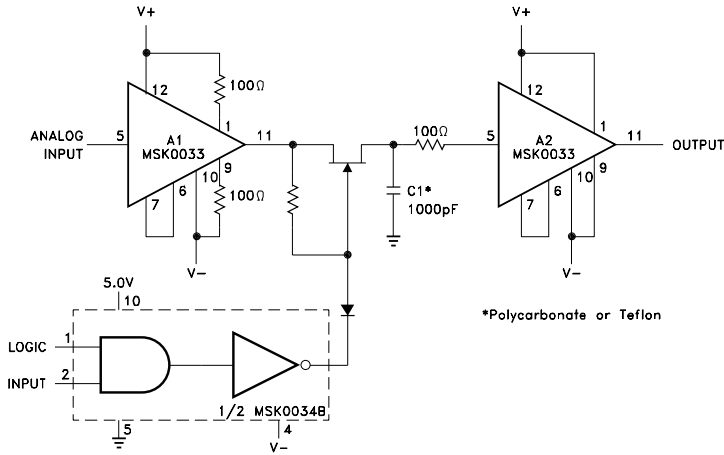 V+
V+
12
100Ω
12
1
1
ANALOG
INPUT
5
A1
MSK0033
11
100Ω
5
A2
MSK0033
11
OUTPUT
9
10
6
7
100Ω
C1*
1000pF
9
10
6
7
V-
V-
5.0V
10
*Polycarbonate or Teflon
LOGIC
1
INPUT
2
1/2 MSK0034B
5
4
V-